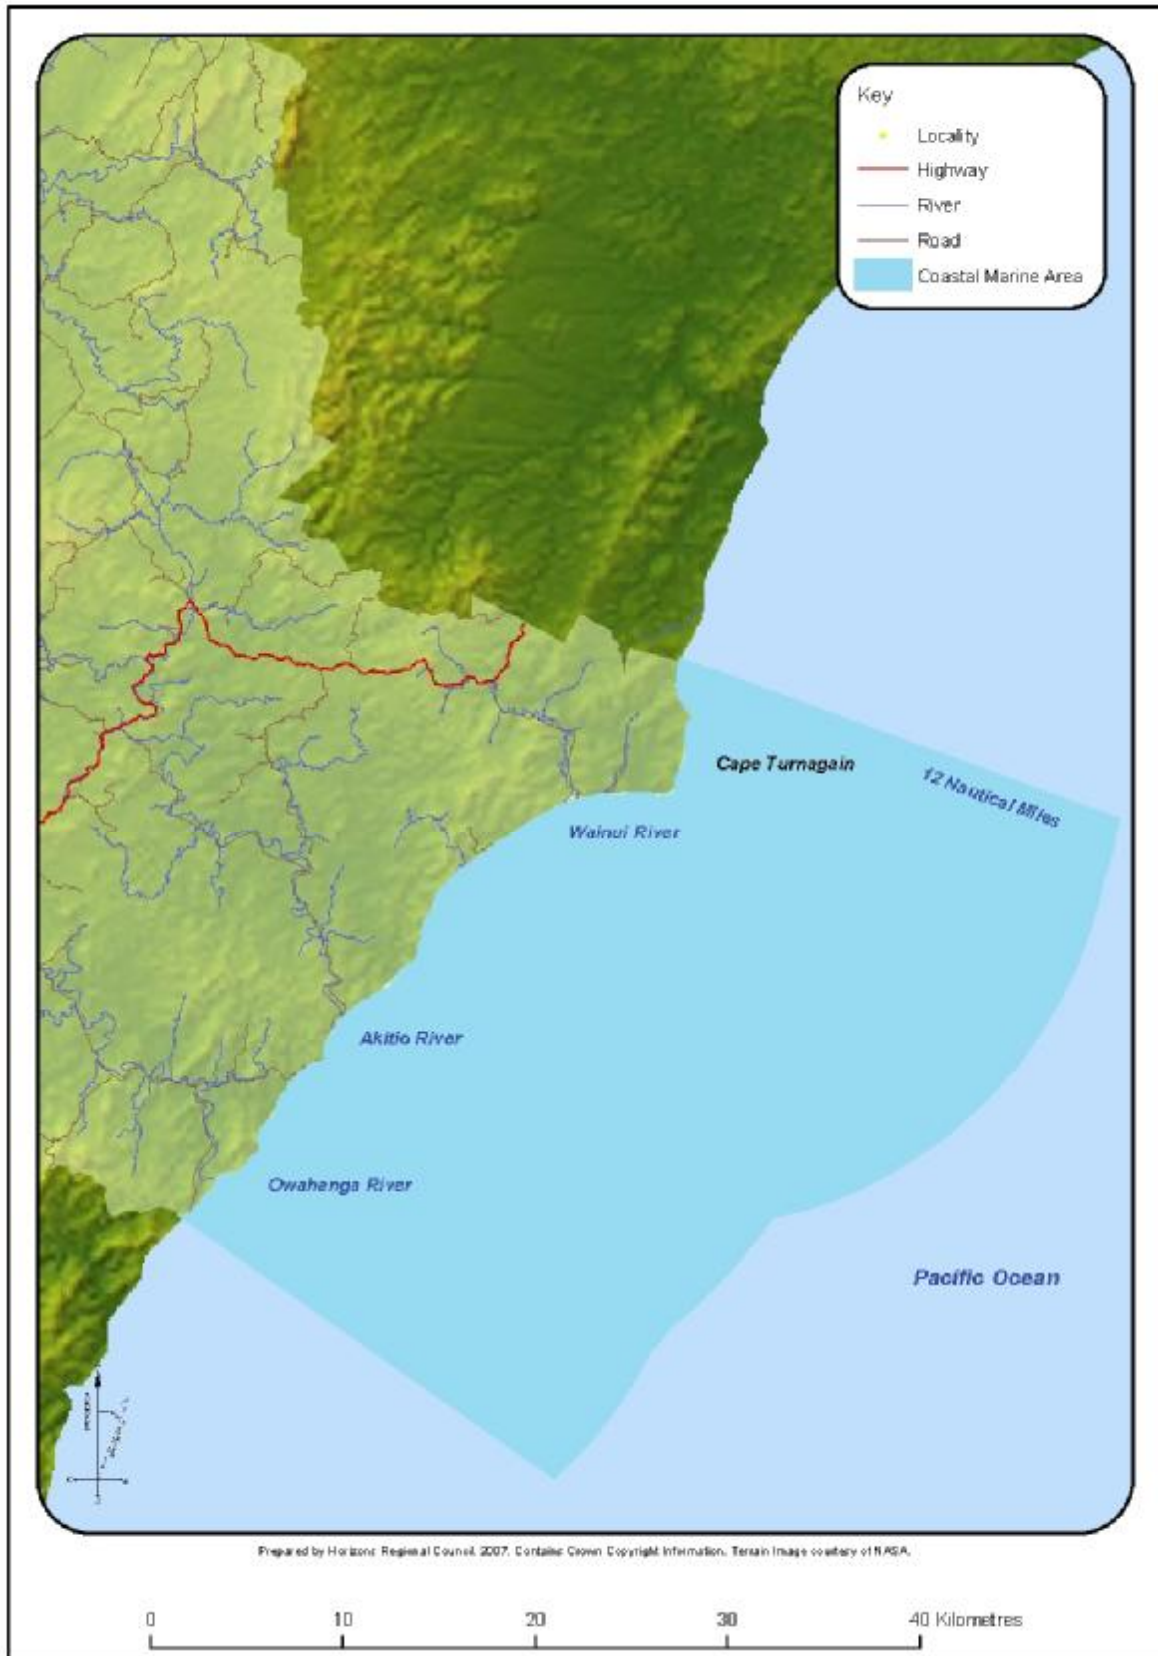 Key
Locality
Highway
River
Road
Coastal Marine Area
Cape Turnagain
12 Nautical Miles
Wainui River
Akitio River
Owahanga River
Pacific Ocean
Prepared by Horizons Regional Council, 2007. Contains Crown Copyright Information. Terrain Image courtesy of NASA.
0 10 20 30 40 Kilometres